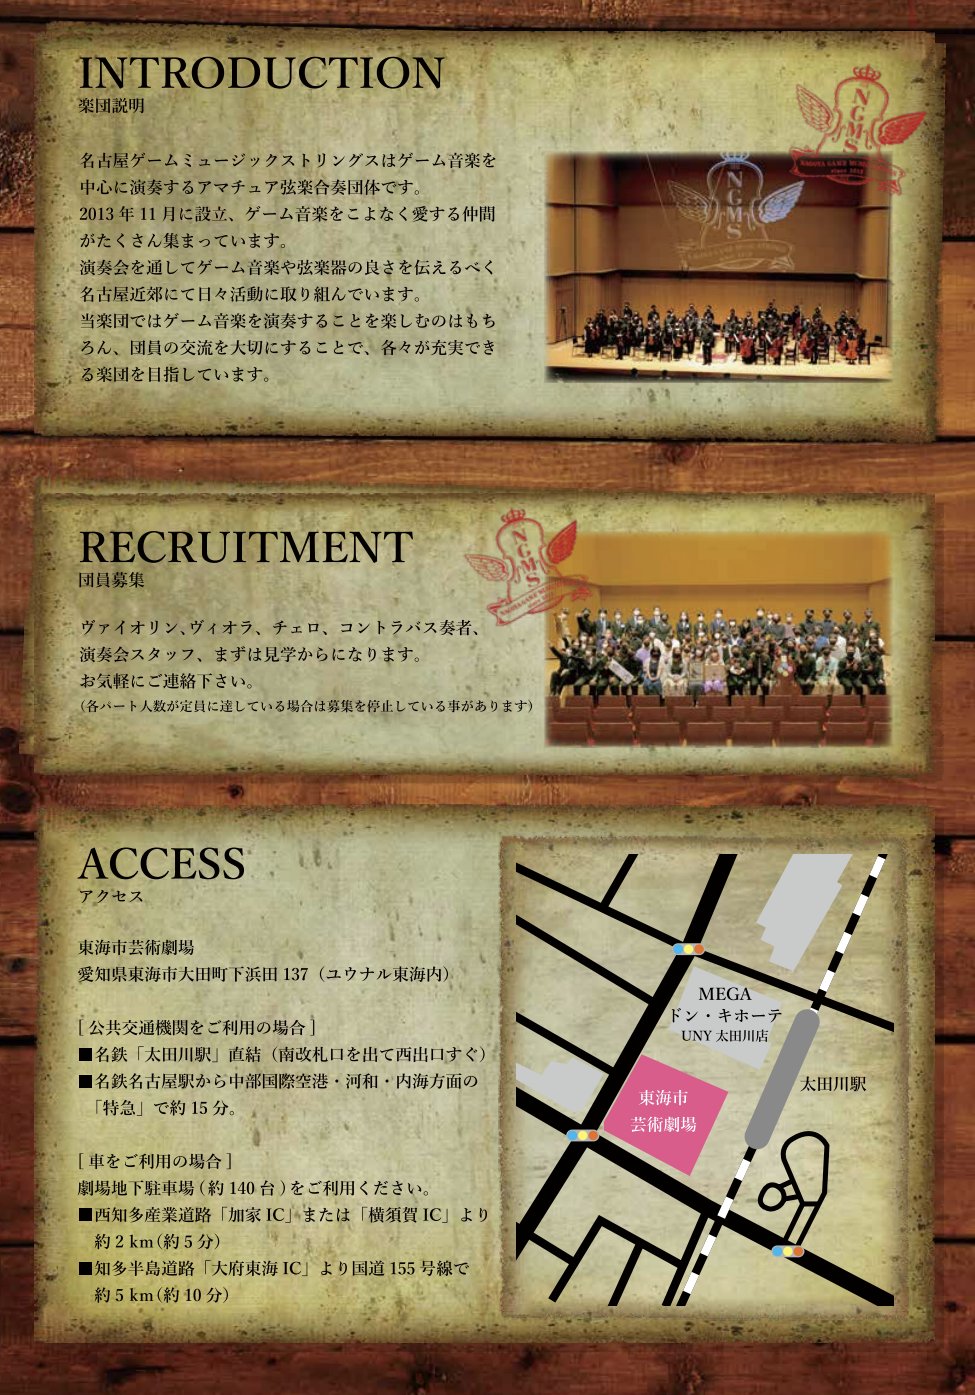 INTRODUCTION
楽団説明
名古屋ゲームミュージックストリングスはゲーム音楽を
中心に演奏するアマチュア弦楽合奏団体です。
2013 年 11 月に設立、ゲーム音楽をこよなく愛する仲間
がたくさん集まっています。
演奏会を通してゲーム音楽や弦楽器の良さを伝えるべく
名古屋近郊にて日々活動に取り組んでいます。
当楽団ではゲーム音楽を演奏することを楽しむのはもち
ろん、団員の交流を大切にすることで、各々が充実でき
る楽団を目指しています。
NGMS
NGMS
RECRUITMENT
団員募集
ヴァイオリン、ヴィオラ、チェロ、コントラバス奏者、
演奏会スタッフ、まずは見学からになります。
お気軽にご連絡下さい。
（各パート人数が定員に達している場合は募集を停止している事があります）
NGMS
ACCESS
アクセス
東海市芸術劇場
愛知県東海市大田町下浜田 137（ユウナル東海内）
[ 公共交通機関をご利用の場合 ]
■名鉄「太田川駅」直結（南改札口を出て西出口すぐ）
■名鉄名古屋駅から中部国際空港・河和・内海方面の
「特急」で約 15 分。
[ 車をご利用の場合 ]
劇場地下駐車場 ( 約 140 台 ) をご利用ください。
■西知多産業道路「加家 IC」または「横須賀 IC」より
約 2 km（約 5 分）
■知多半島道路「大府東海 IC」より国道 155 号線で
約 5 km（約 10 分）
MEGA
ドン・キホーテ
UNY 太田川店
太田川駅
東海市
芸術劇場